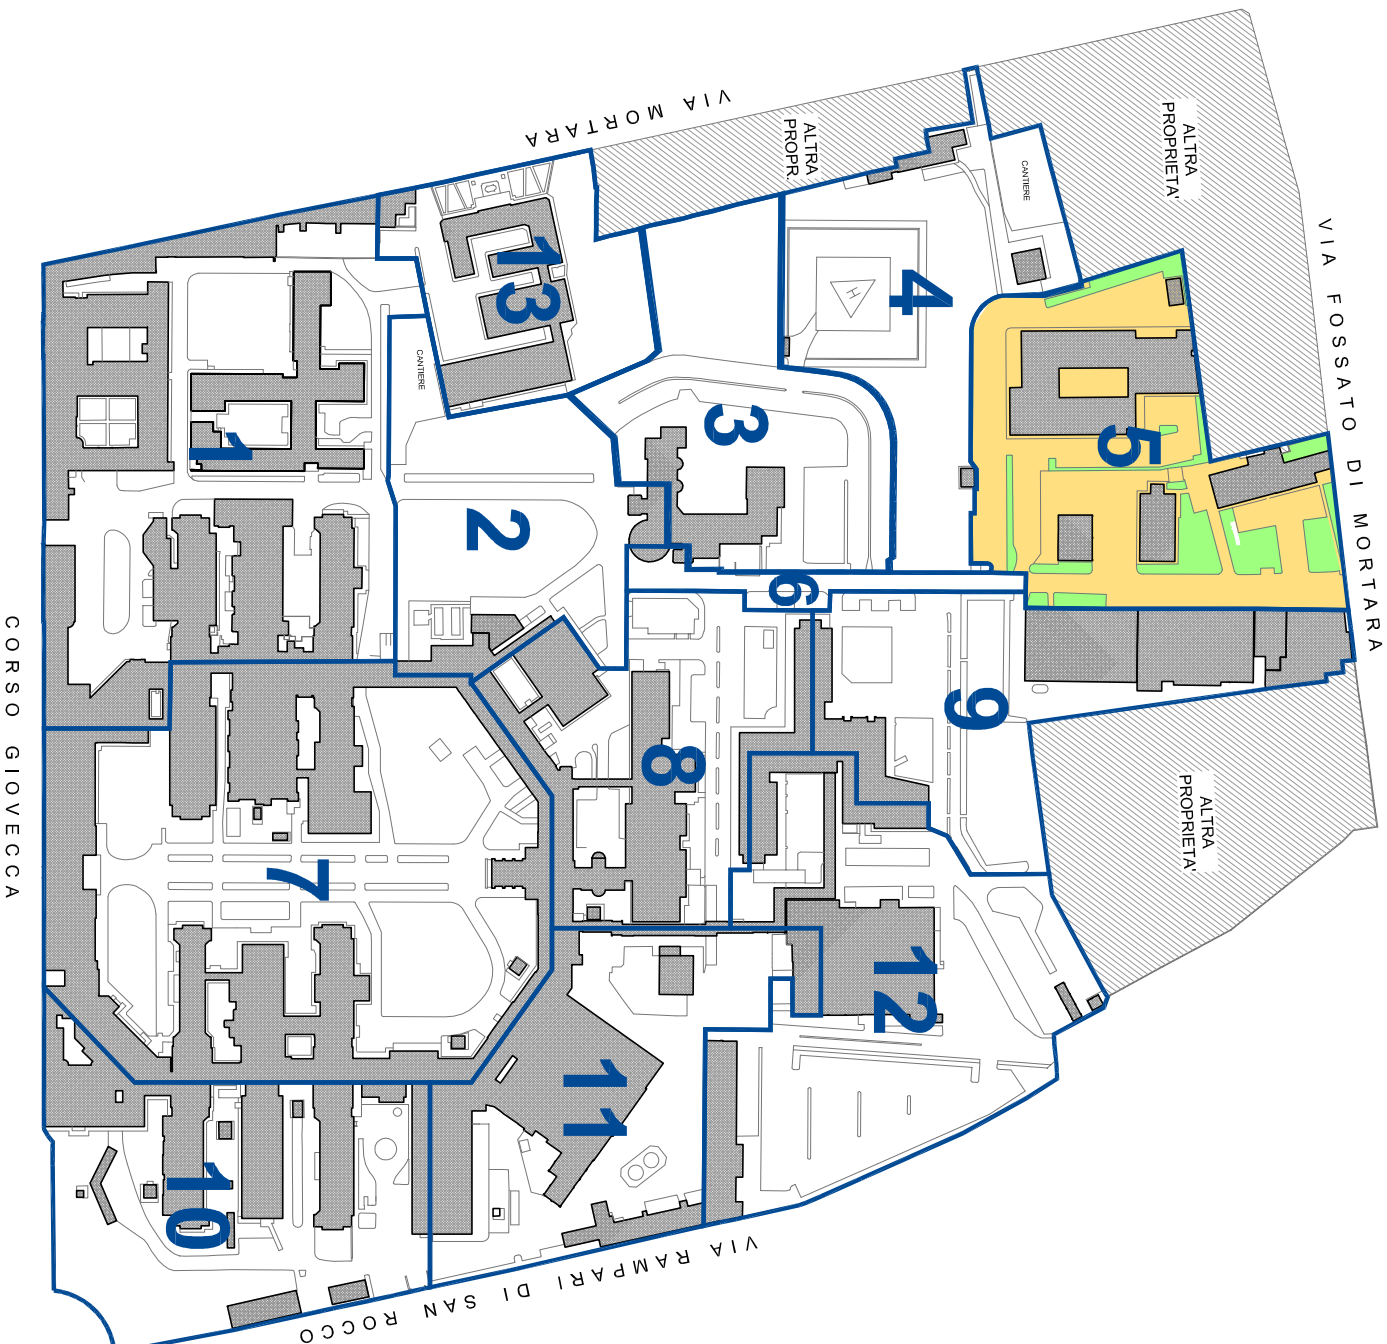 VIA MORTARA
ALTRA
PROPR.
ALTRA
PROPRIETA'
CANTIERE
VIA FOSSATO DI MORTARA
13
4
H
CANTIERE
3
5
1
2
6
CORSO GIOVECCA
9
8
ALTRA
PROPRIETA'
7
12
11
10
VIA RAMPARI DI SAN ROCCO